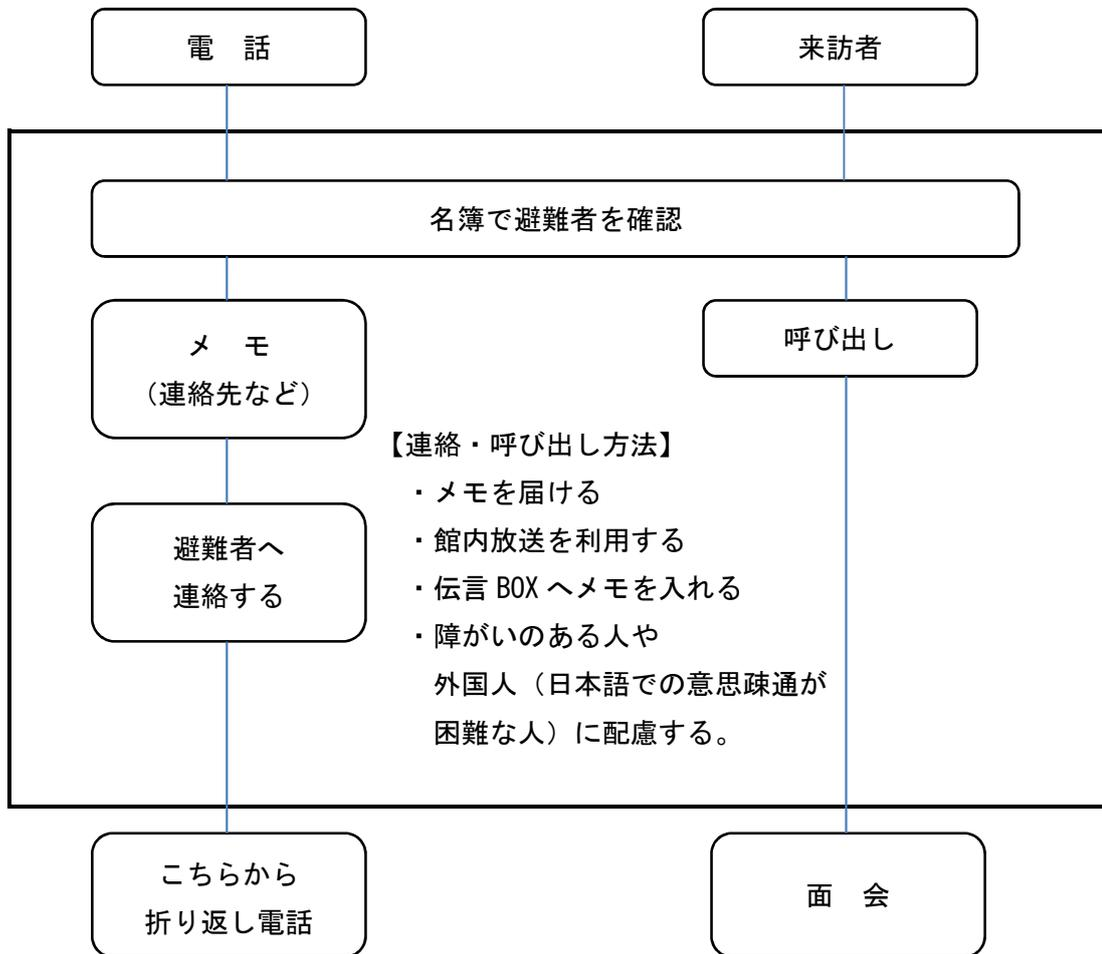 電　話
来訪者
名簿で避難者を確認
メ　モ
（連絡先など）
呼び出し
【連絡・呼び出し方法】
・メモを届ける
・館内放送を利用する
・伝言 BOX へメモを入れる
・障がいのある人や
外国人（日本語での意思疎通が
困難な人）に配慮する。
避難者へ
連絡する
こちらから
折り返し電話
面　会